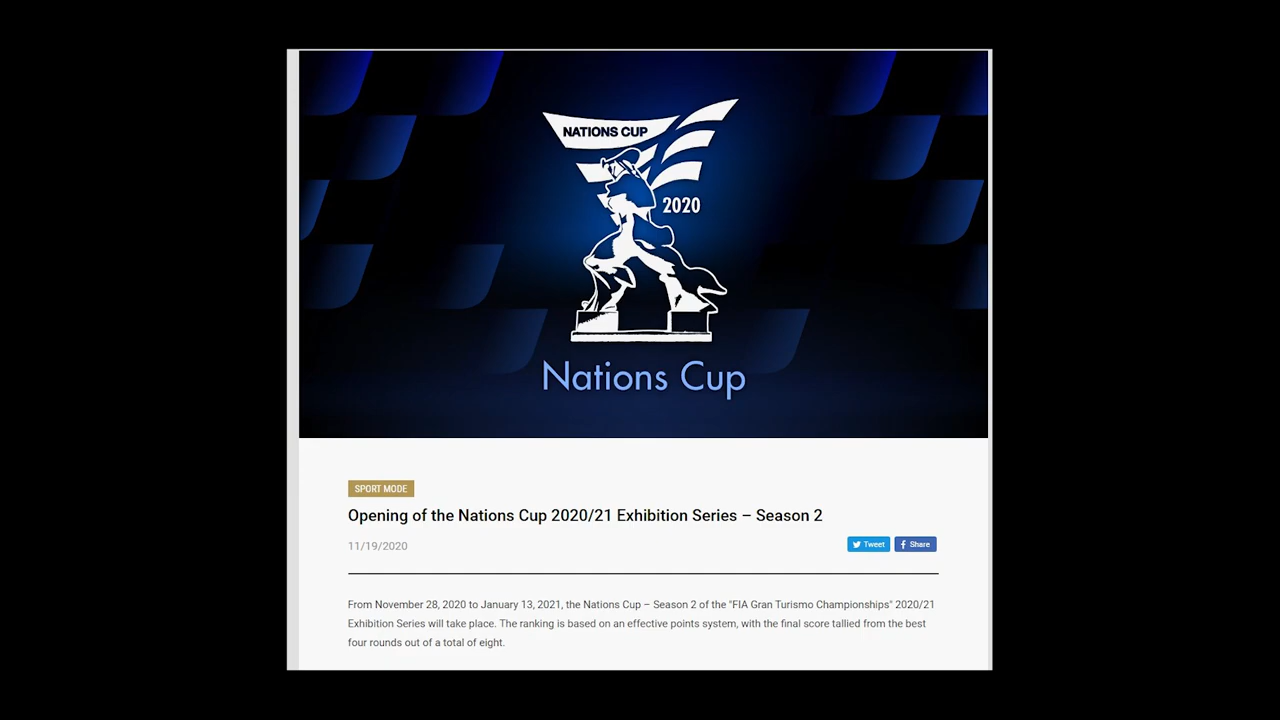 NATIONS CUP
2020
Nations Cup
SPORT MODE
Opening of the Nations Cup 2020/21 Exhibition Series – Season 2
11/19/2020
Tweet
Share
From November 28, 2020 to January 13, 2021, the Nations Cup – Season 2 of the "FIA Gran Turismo Championships" 2020/21
Exhibition Series will take place. The ranking is based on an effective points system, with the final score tallied from the best
four rounds out of a total of eight.